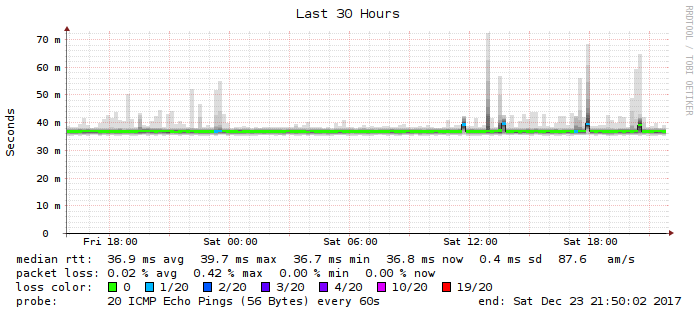 Last 30 Hours
RRDTOOL / TOBI OETIKER
Seconds
70 m
60 m
50 m
40 m
30 m
20 m
10 m
0
Fri 18:00 Sat 00:00 Sat 06:00 Sat 12:00 Sat 18:00
median rtt: 36.9 ms avg 39.7 ms max 36.7 ms min 36.8 ms now 0.4 ms sd 87.6 am/s
packet loss: 0.02 % avg 0.42 % max 0.00 % min 0.00 % now
loss color: 0 1/20 2/20 3/20 4/20 10/20 19/20
probe: 20 ICMP Echo Pings (56 Bytes) every 60s end: Sat Dec 23 21:50:02 2017